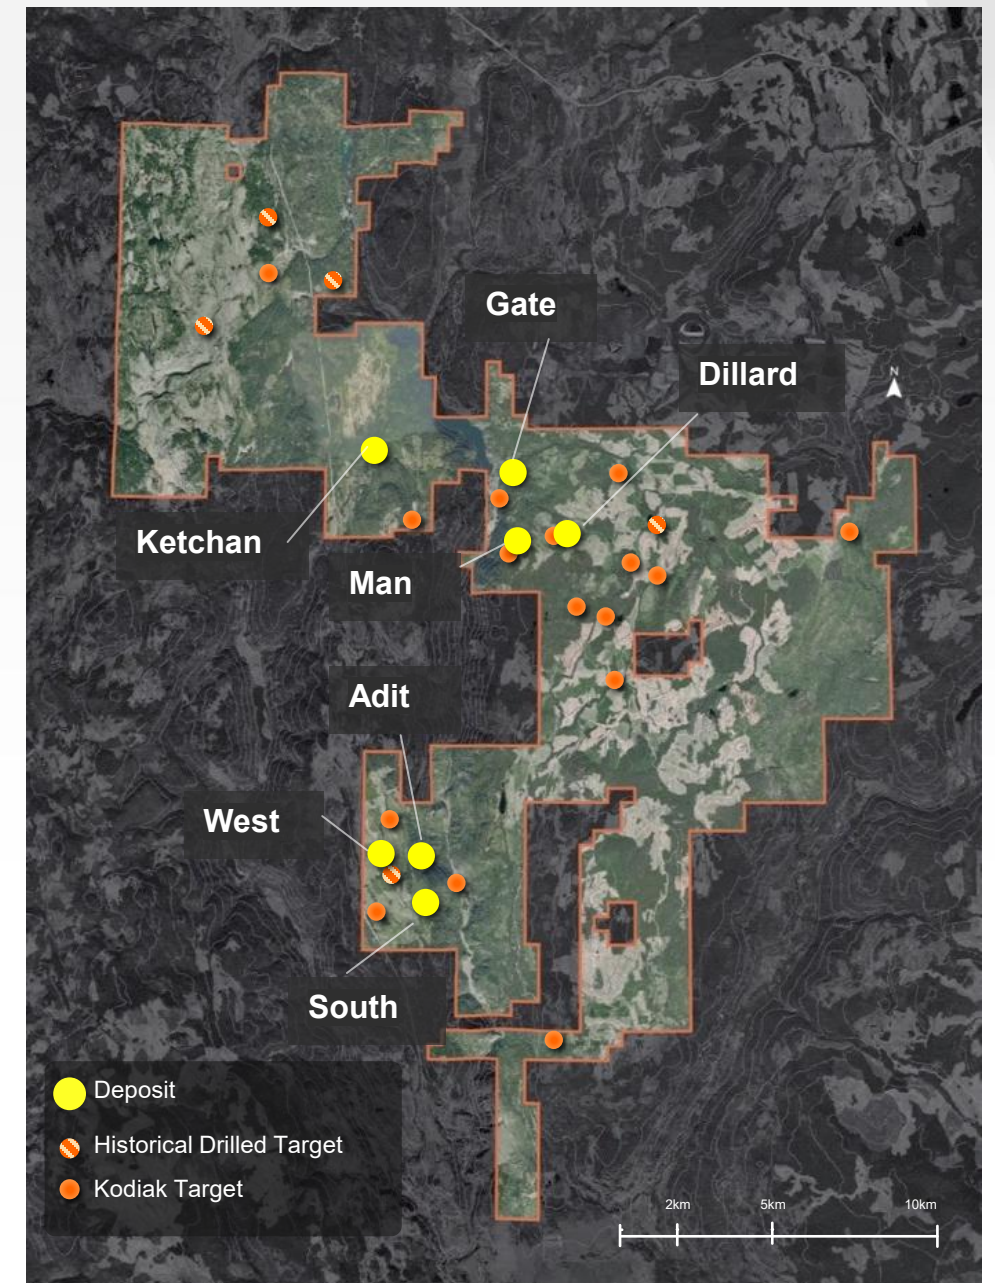 Gate
Dillard
N
Ketchan
Man
Adit
West
South
Deposit
Historical Drilled Target
Kodiak Target
2km 5km 10km